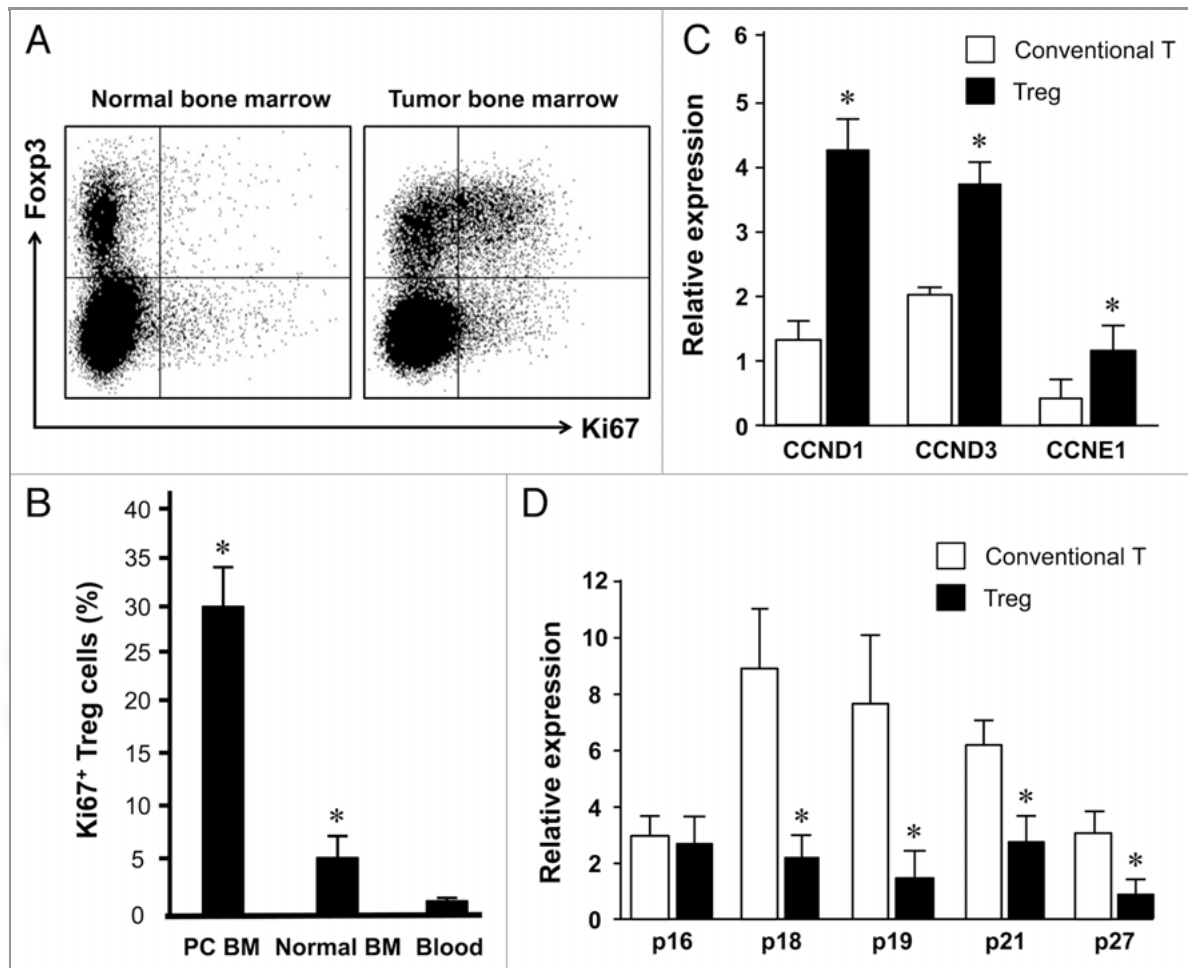 A
Normal bone marrow
Tumor bone marrow
Foxp3
Ki67
B
Ki67⁺ Treg cells (%)
40
35
30
25
20
15
10
5
0
*
*
PC BM
Normal BM
Blood
C
Conventional T
Treg
Relative expression
6
5
4
3
2
1
0
*
*
*
CCND1
CCND3
CCNE1
D
Conventional T
Treg
Relative expression
12
10
8
6
4
2
0
*
*
*
*
p16
p18
p19
p21
p27